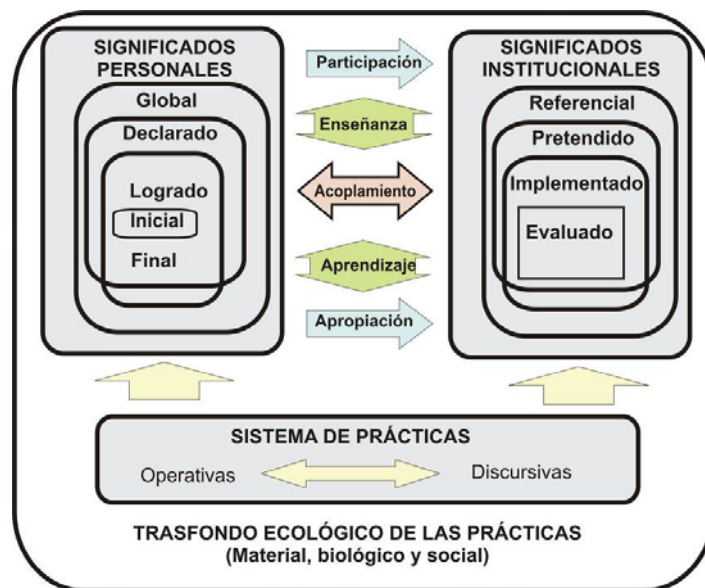 SIGNIFICADOS
PERSONALES
Global
Declarado
Logrado
Inicial
Final
Participación
Enseñanza
Acoplamiento
Aprendizaje
Apropiación
SIGNIFICADOS
INSTITUCIONALES
Referencial
Pretendido
Implementado
Evaluado
SISTEMA DE PRÁCTICAS
Operativas
Discursivas
TRASFONDO ECOLÓGICO DE LAS PRÁCTICAS
(Material, biológico y social)